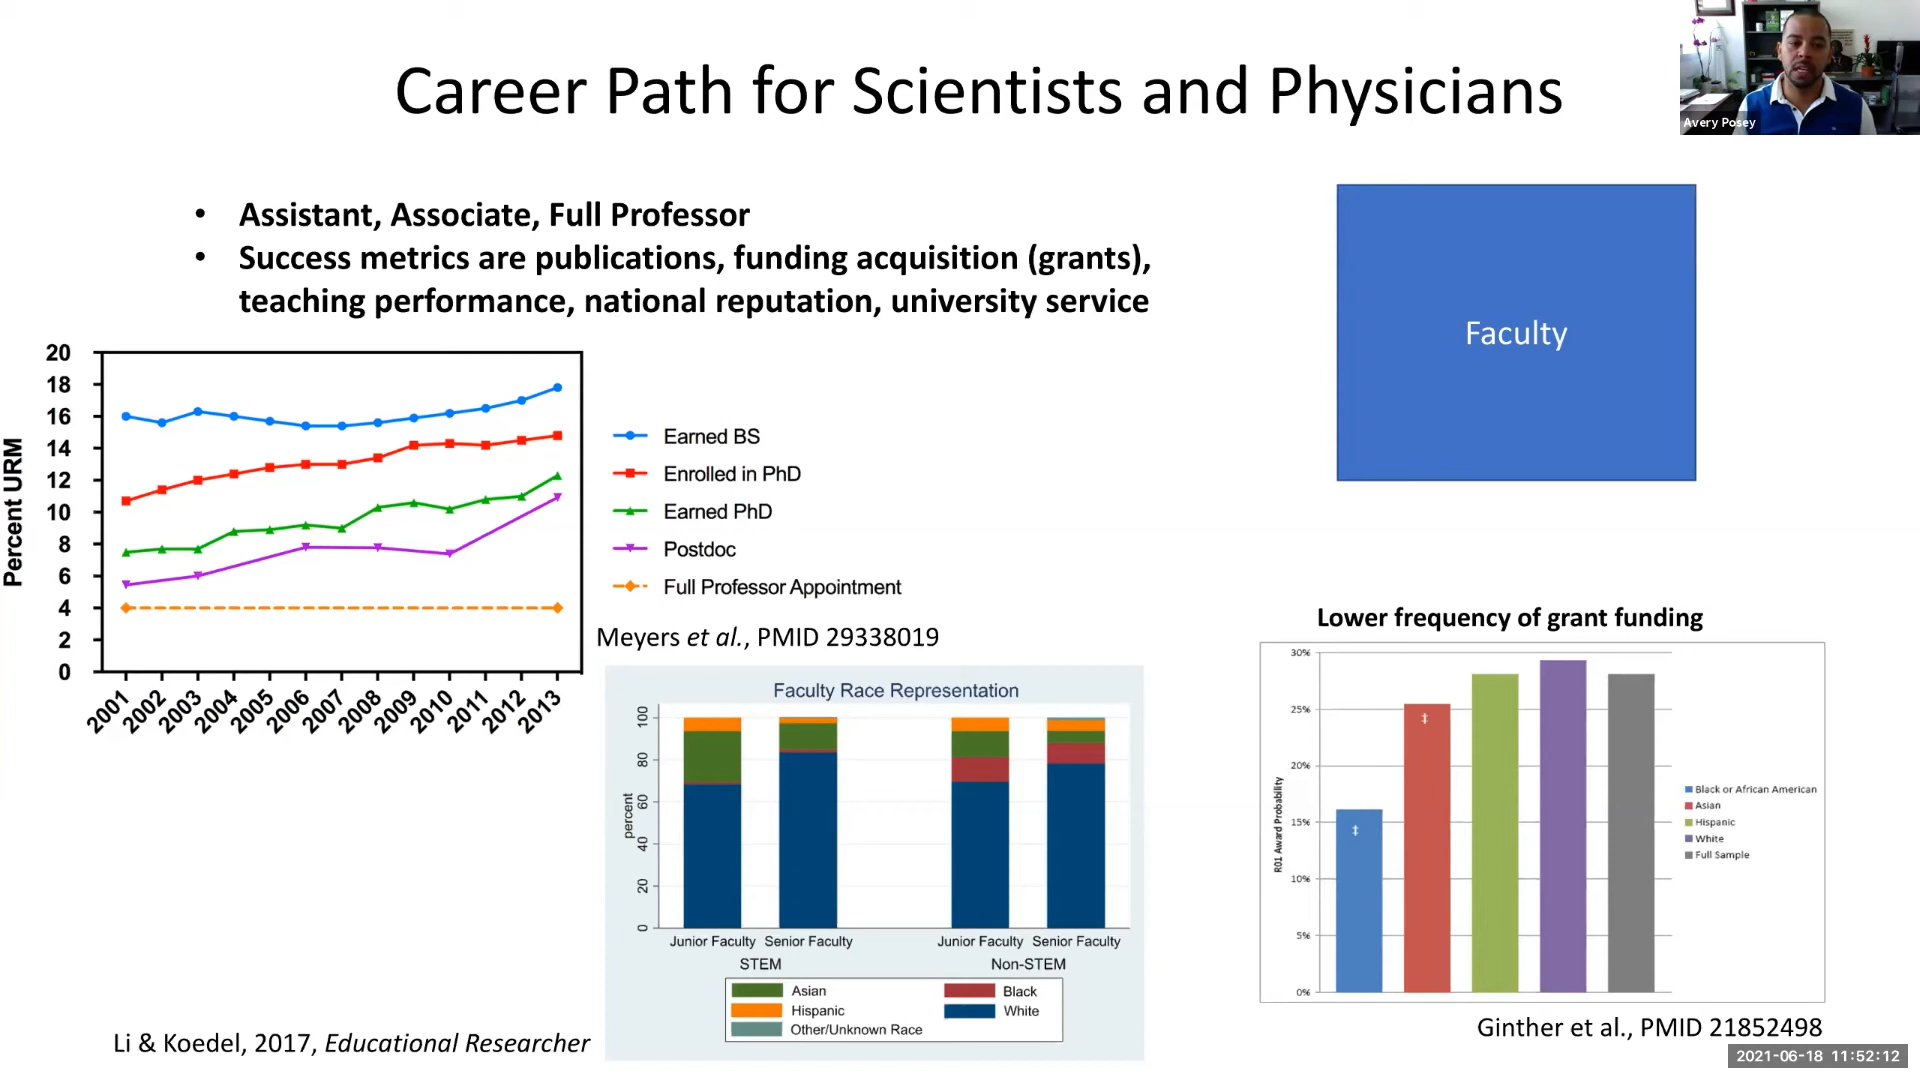 Career Path for Scientists and Physicians
Avery Posey
• Assistant, Associate, Full Professor
• Success metrics are publications, funding acquisition (grants),
teaching performance, national reputation, university service
Faculty
Percent URM
20
18
16
14
12
10
8
6
4
2
0
2001
2002
2003
2004
2005
2006
2007
2008
2009
2010
2011
2012
2013
Earned BS
Enrolled in PhD
Earned PhD
Postdoc
Full Professor Appointment
Meyers et al., PMID 29338019
Faculty Race Representation
percent
100
80
60
40
20
0
Junior Faculty Senior Faculty Junior Faculty Senior Faculty
STEM Non-STEM
Asian Black
Hispanic White
Other/Unknown Race
Li & Koedel, 2017, Educational Researcher
Lower frequency of grant funding
R01 Award Probability
30%
25%
20%
15%
10%
5%
0%
‡
‡
Black or African American
Asian
Hispanic
White
Full Sample
Ginther et al., PMID 21852498
2021-06-18 11:52:12